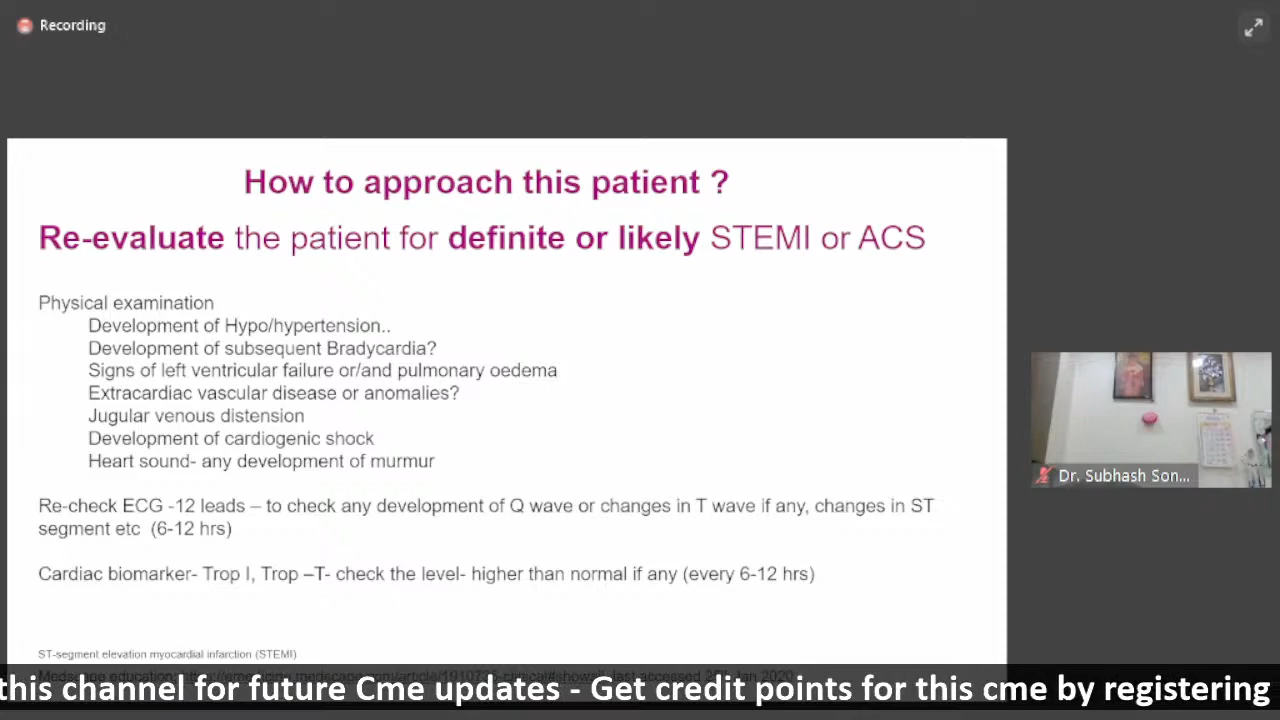 Recording
How to approach this patient ?
Re-evaluate the patient for definite or likely STEMI or ACS
Physical examination
Development of Hypo/hypertension..
Development of subsequent Bradycardia?
Signs of left ventricular failure or/and pulmonary oedema
Extracardiac vascular disease or anomalies?
Jugular venous distension
Development of cardiogenic shock
Heart sound- any development of murmur
Re-check ECG -12 leads – to check any development of Q wave or changes in T wave if any, changes in ST
segment etc (6-12 hrs)
Cardiac biomarker- Trop I, Trop –T- check the level- higher than normal if any (every 6-12 hrs)
Dr. Subhash Son...
ST-segment elevation myocardial infarction (STEMI)
this channel for future Cme updates - Get credit points for this cme by registering